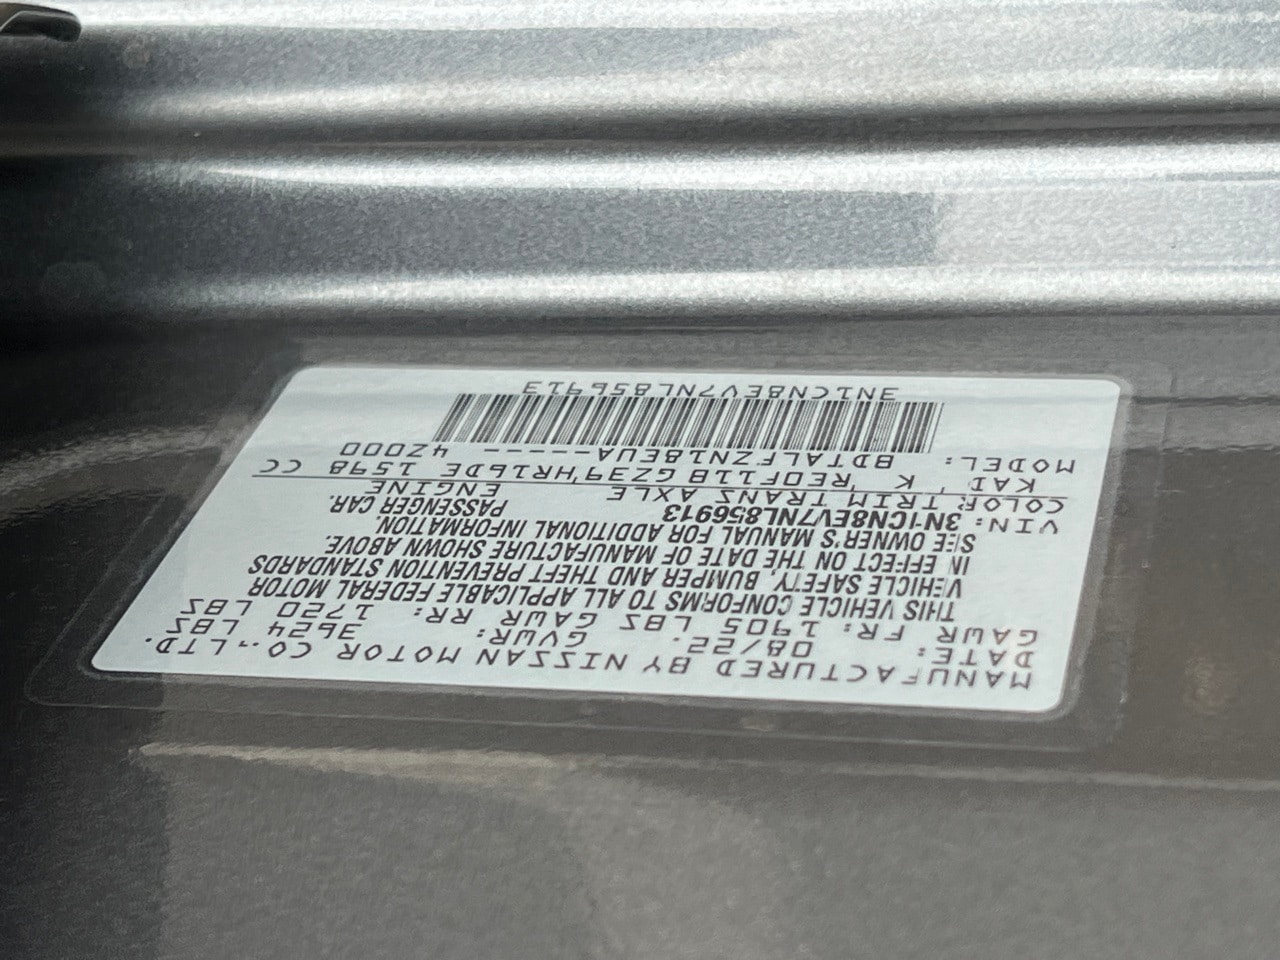 MANUFACTURED BY NISSAN MOTOR CO., LTD.
DATE: 08/22. GVWR: 3624 LBS
GAWR FR: 1905 LBS GAWR RR: 1720 LBS
THIS VEHICLE CONFORMS TO ALL APPLICABLE FEDERAL MOTOR
VEHICLE SAFETY, BUMPER AND THEFT PREVENTION STANDARDS
IN EFFECT ON THE DATE OF MANUFACTURE SHOWN ABOVE.
SEE OWNER'S MANUAL FOR ADDITIONAL INFORMATION.
VIN: 3N1CN8EV7NL856913 PASSENGER CAR.
COLOR TRIM TRANS AXLE ENGINE
KAD K RE0F11B GZ39 HR16DE 1598 CC
MODEL: BDTALFZN18EUA----- 4Z000
3N1CN8EV7NL856913